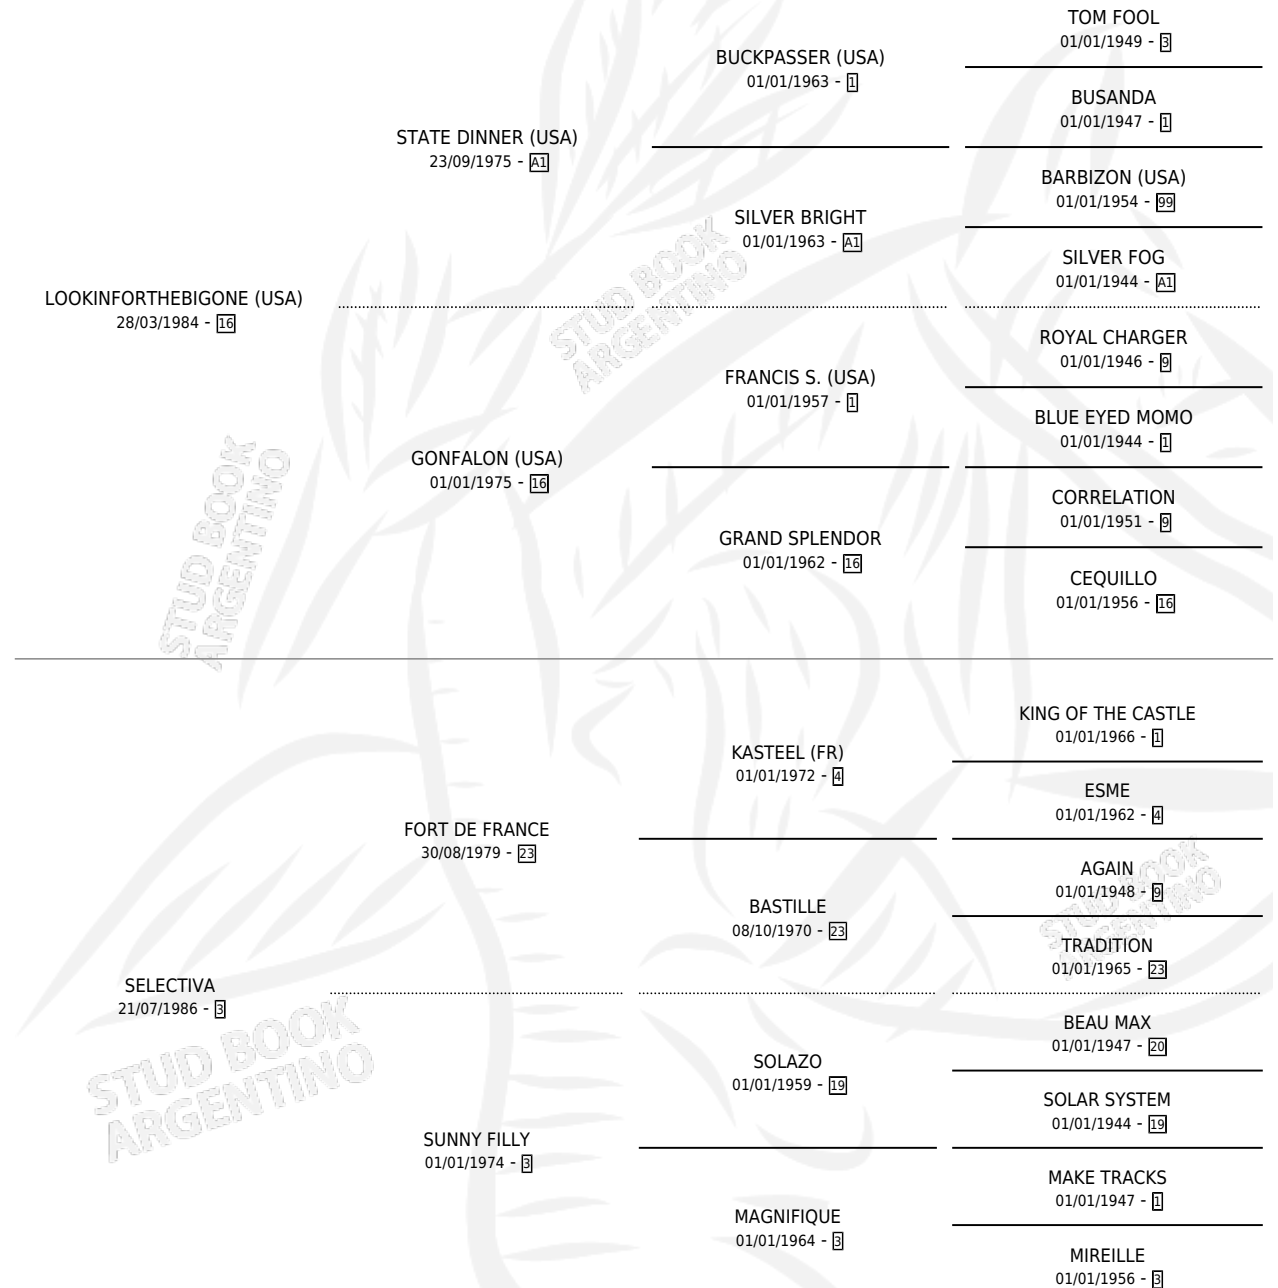 TOM FOOL
01/01/1949 - 3
BUCKPASSER (USA)
01/01/1963 - 1
BUSANDA
01/01/1947 - 1
STATE DINNER (USA)
23/09/1975 - A1
BARBIZON (USA)
01/01/1954 - 99
SILVER BRIGHT
01/01/1963 - A1
SILVER FOG
01/01/1944 - A1
LOOKINFORTHEBIGONE (USA)
28/03/1984 - 16
ROYAL CHARGER
01/01/1946 - 9
FRANCIS S. (USA)
01/01/1957 - 1
BLUE EYED MOMO
01/01/1944 - 1
GONFALON (USA)
01/01/1975 - 16
CORRELATION
01/01/1951 - 9
GRAND SPLENDOR
01/01/1962 - 16
CEQUILLO
01/01/1956 - 16
KING OF THE CASTLE
01/01/1966 - 1
KASTEEL (FR)
01/01/1972 - 4
ESME
01/01/1962 - 4
FORT DE FRANCE
30/08/1979 - 23
AGAIN
01/01/1948 - 9
BASTILLE
08/10/1970 - 23
TRADITION
01/01/1965 - 23
SELECTIVA
21/07/1986 - 3
BEAU MAX
01/01/1947 - 20
SOLAZO
01/01/1959 - 19
SOLAR SYSTEM
01/01/1944 - 19
SUNNY FILLY
01/01/1974 - 3
MAKE TRACKS
01/01/1947 - 1
MAGNIFIQUE
01/01/1964 - 3
MIREILLE
01/01/1956 - 3
STUD BOOK
ARGENTINO
STUD BOOK
ARGENTINO
STUD BOOK
ARGENTINO
STUD BOOK
ARGENTINO